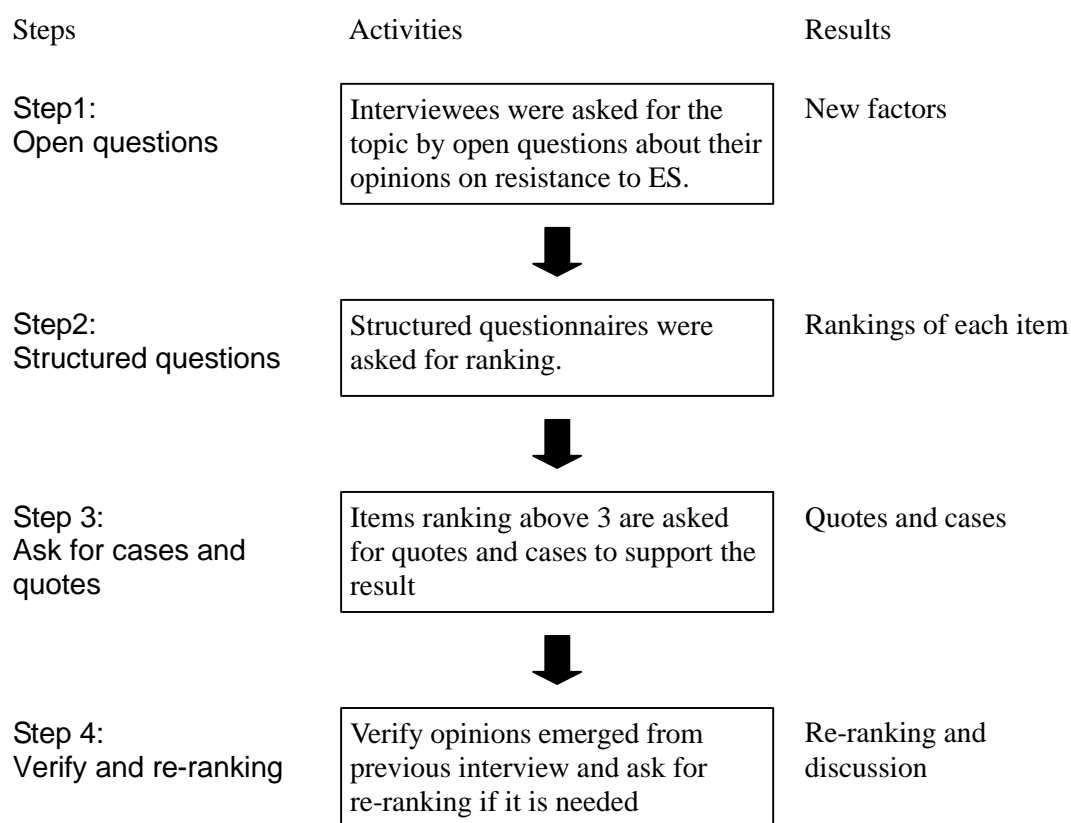 Steps
Activities
Results
Step1:
Open questions
Interviewees were asked for the
topic by open questions about their
opinions on resistance to ES.
New factors
Step2:
Structured questions
Structured questionnaires were
asked for ranking.
Rankings of each item
Step 3:
Ask for cases and
quotes
Items ranking above 3 are asked
for quotes and cases to support the
result
Quotes and cases
Step 4:
Verify and re-ranking
Verify opinions emerged from
previous interview and ask for
re-ranking if it is needed
Re-ranking and
discussion